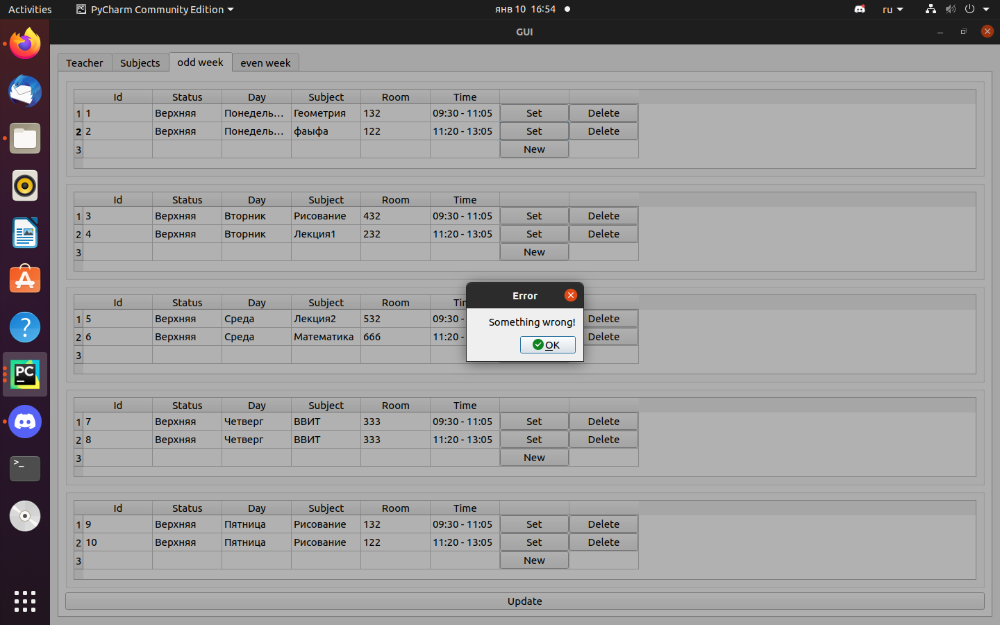 Activities PyCharm Community Edition янв 10 16:54 ru
GUI
Teacher Subjects odd week even week
Id Status Day Subject Room Time
1 1 Верхняя Понедель... Геометрия 132 09:30 - 11:05 Set Delete
2 2 Верхняя Понедель... фаыфа 122 11:20 - 13:05 Set Delete
3 New
Id Status Day Subject Room Time
1 3 Верхняя Вторник Рисование 432 09:30 - 11:05 Set Delete
2 4 Верхняя Вторник Лекция1 232 11:20 - 13:05 Set Delete
3 New
Id Status Day Subject Room
1 5 Верхняя Среда Лекция2 532 09:30 - Delete
2 6 Верхняя Среда Математика 666 11:20 - Delete
3
Error
Something wrong!
OK
Id Status Day Subject Room Time
1 7 Верхняя Четверг ВВИТ 333 09:30 - 11:05 Set Delete
2 8 Верхняя Четверг ВВИТ 333 11:20 - 13:05 Set Delete
3 New
Id Status Day Subject Room Time
1 9 Верхняя Пятница Рисование 132 09:30 - 11:05 Set Delete
2 10 Верхняя Пятница Рисование 122 11:20 - 13:05 Set Delete
3 New
Update